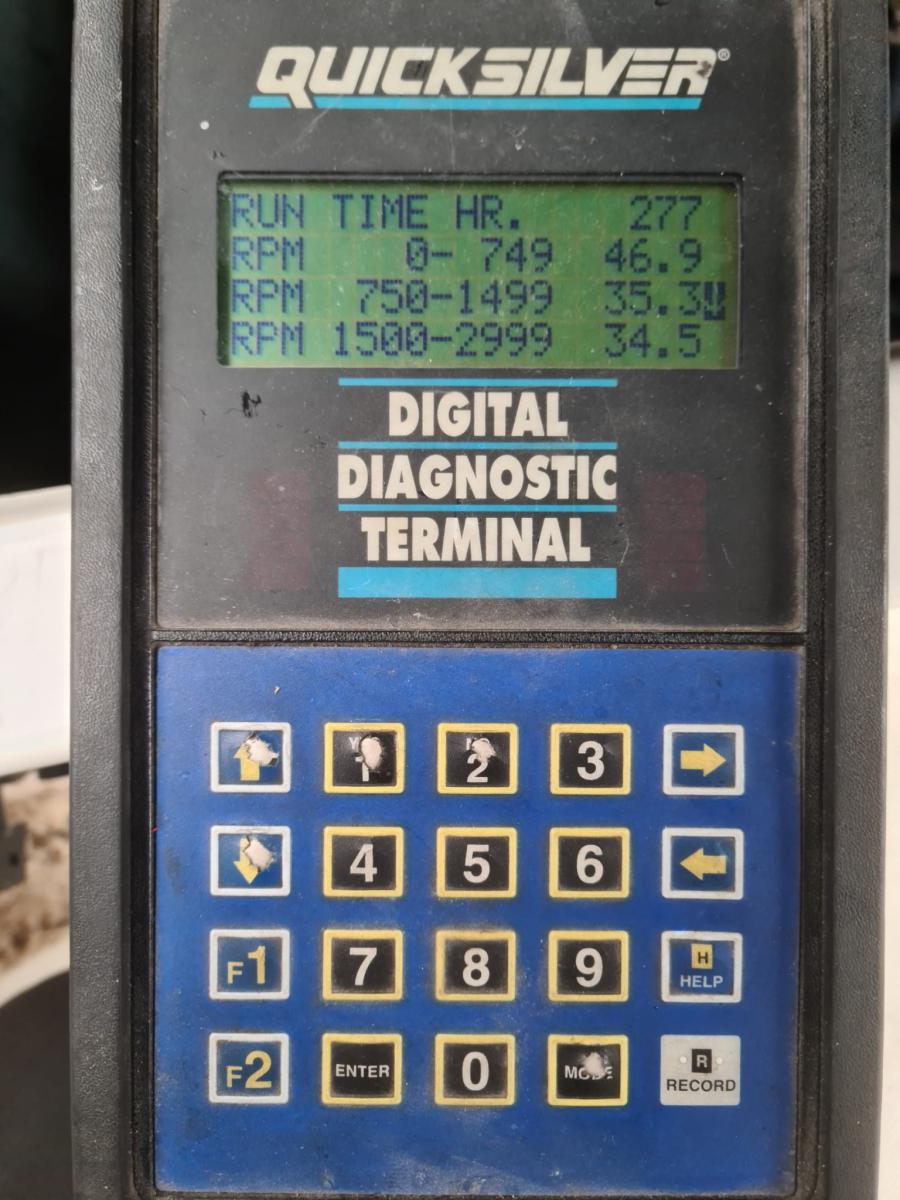 QUICKSILVER®
RUN TIME HR. 277
RPM 0- 749 46.9
RPM 750-1499 35.3
RPM 1500-2999 34.5
DIGITAL
DIAGNOSTIC
TERMINAL
1 2 3
4 5 6
F1 7 8 9 H HELP
F2 ENTER 0 R RECORD